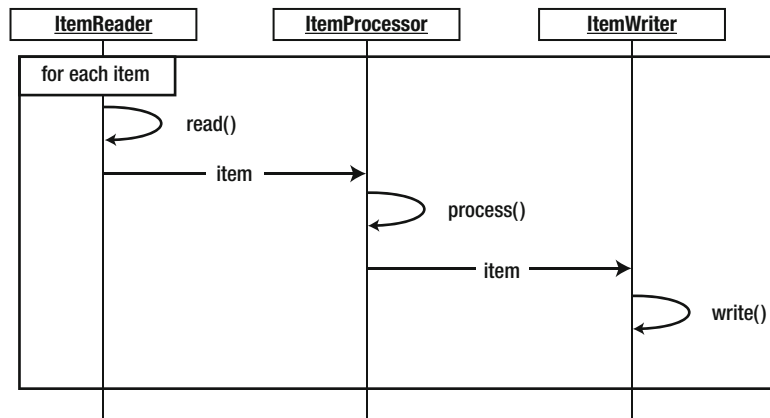 ItemReader
ItemProcessor
ItemWriter
for each item
read()
item
process()
item
write()